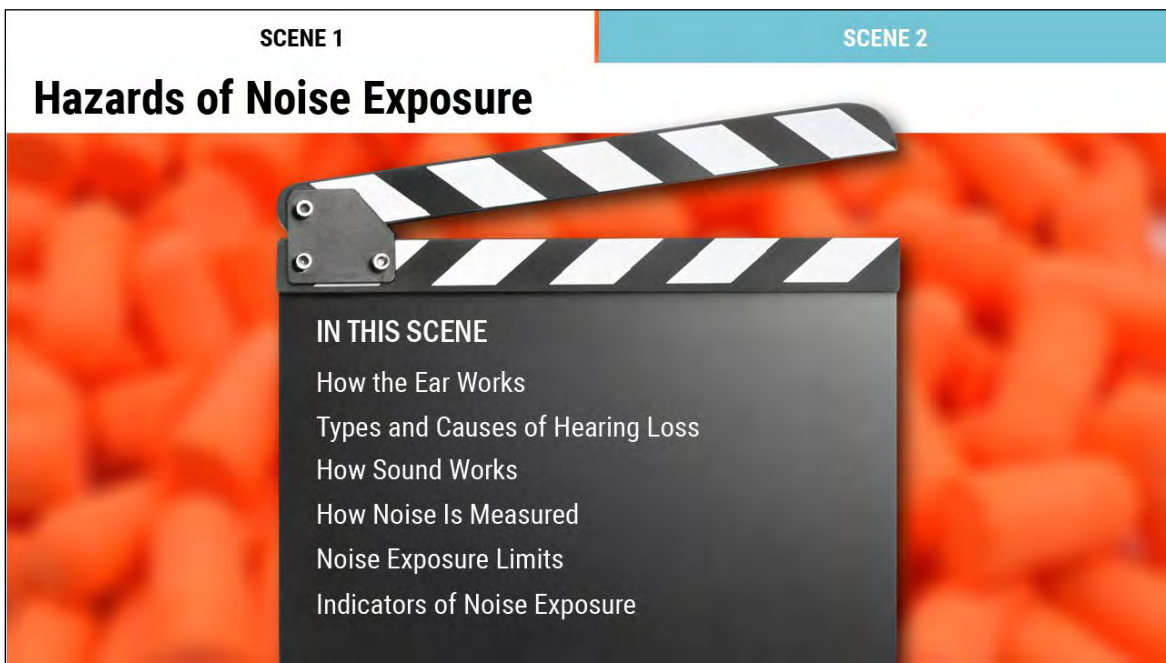 SCENE 1
SCENE 2
Hazards of Noise Exposure
IN THIS SCENE
How the Ear Works
Types and Causes of Hearing Loss
How Sound Works
How Noise Is Measured
Noise Exposure Limits
Indicators of Noise Exposure